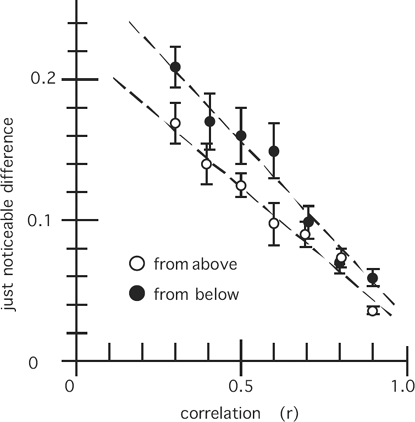 0.2
0.1
0
just noticeable difference
from above
from below
0
0.5
1.0
correlation (r)